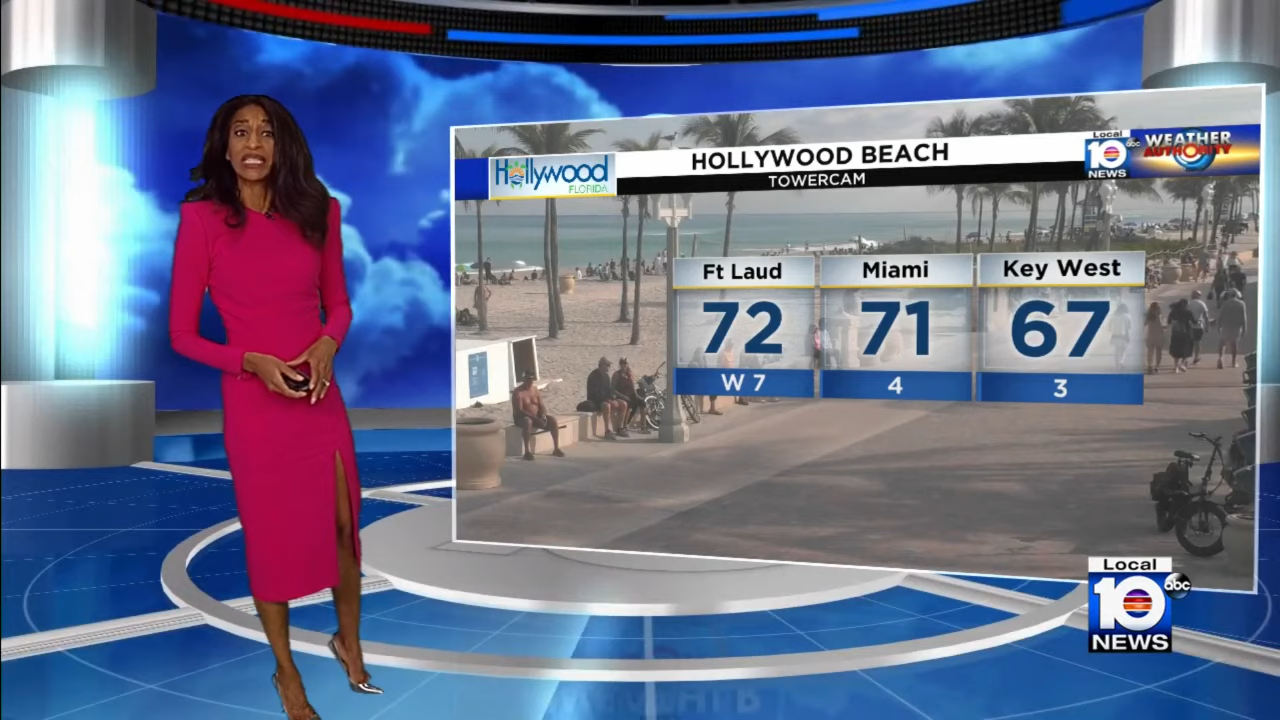 Hollywood
FLORIDA
HOLLYWOOD BEACH
TOWERCAM
Local
10
abc
NEWS
WEATHER
AUTHORITY
Ft Laud
72
W 7
Miami
71
4
Key West
67
3
Local
10
abc
NEWS